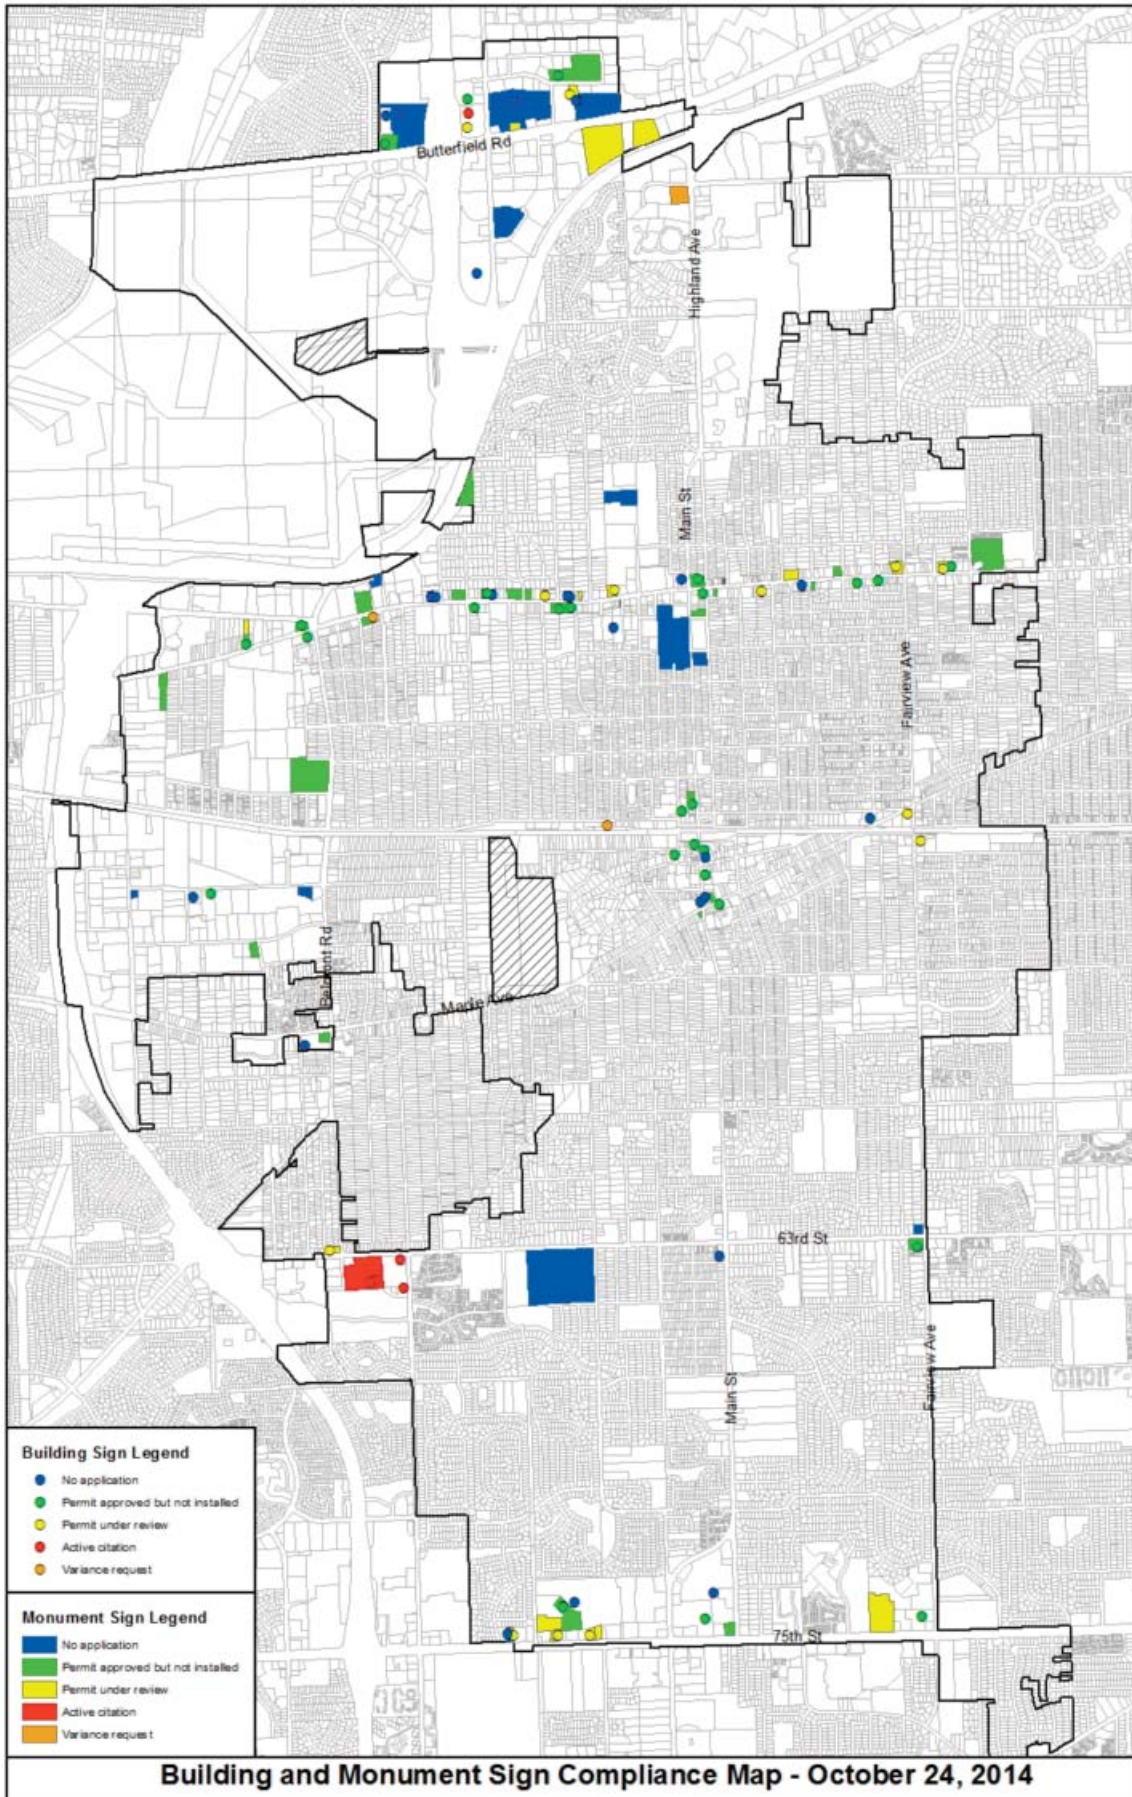 Butterfield Rd
Highland Ave
Main St
Fairview Ave
Belmont Rd
Maple Ave
63rd St
Fairview Ave
Main St
75th St
Building Sign Legend
No application
Permit approved but not installed
Permit under review
Active citation
Variance request
Monument Sign Legend
No application
Permit approved but not installed
Permit under review
Active citation
Variance request
Building and Monument Sign Compliance Map - October 24, 2014